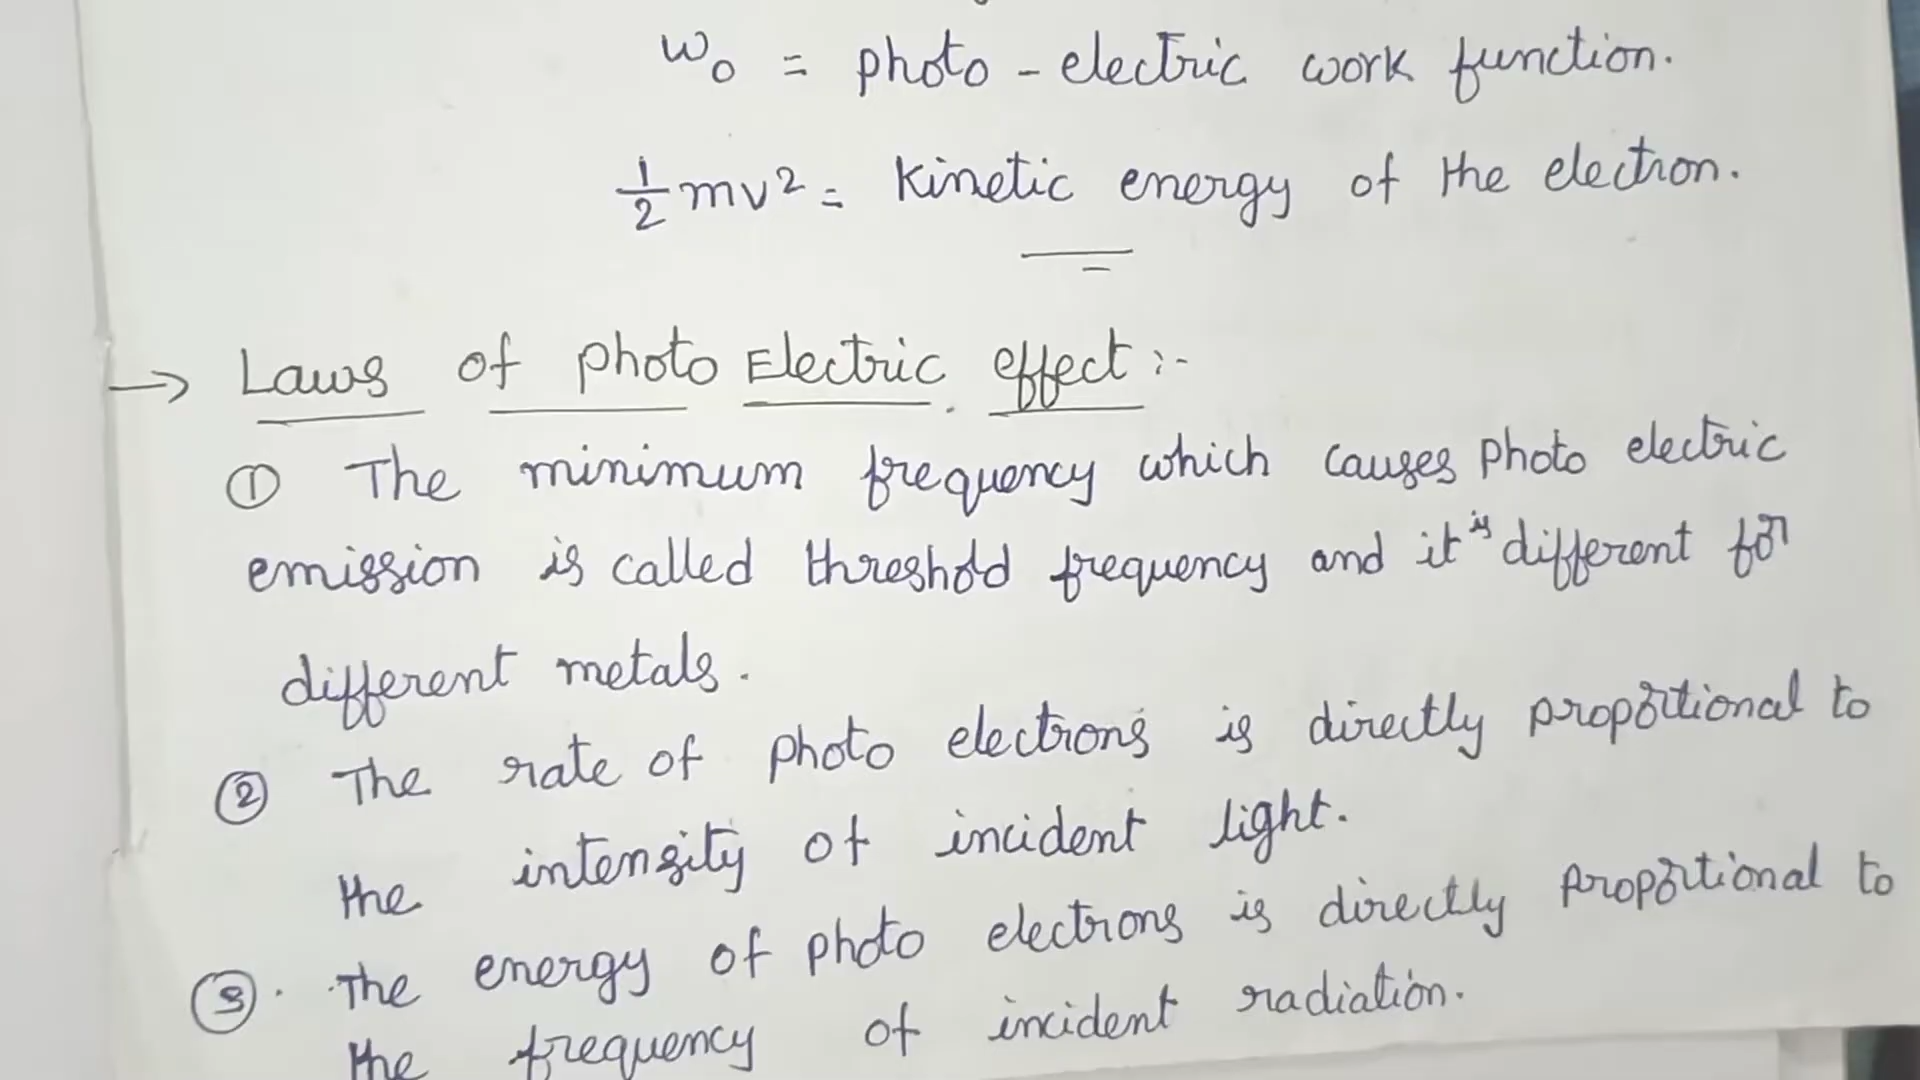 W₀ = photo - electric work function.
½ mv² = kinetic energy of the electron.
→ Laws of photo Electric effect :-
① The minimum frequency which causes photo electric
emission is called threshold frequency and it is different for
different metals.
② The rate of photo electrons is directly proportional to
the intensity of incident light.
③. The energy of photo electrons is directly proportional to
the frequency of incident radiation.